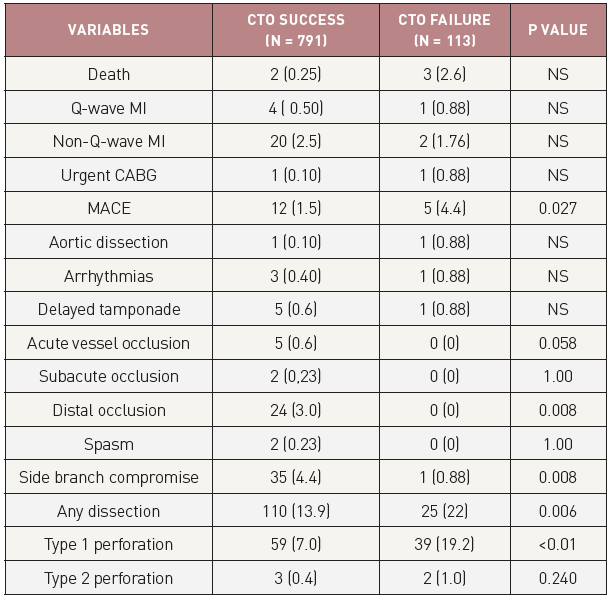 VARIABLES CTO SUCCESS (N = 791) CTO FAILURE (N = 113) P VALUE
Death 2 (0.25) 3 (2.6) NS
Q-wave MI 4 ( 0.50) 1 (0.88) NS
Non-Q-wave MI 20 (2.5) 2 (1.76) NS
Urgent CABG 1 (0.10) 1 (0.88) NS
MACE 12 (1.5) 5 (4.4) 0.027
Aortic dissection 1 (0.10) 1 (0.88) NS
Arrhythmias 3 (0.40) 1 (0.88) NS
Delayed tamponade 5 (0.6) 1 (0.88) NS
Acute vessel occlusion 5 (0.6) 0 (0) 0.058
Subacute occlusion 2 (0,23) 0 (0) 1.00
Distal occlusion 24 (3.0) 0 (0) 0.008
Spasm 2 (0.23) 0 (0) 1.00
Side branch compromise 35 (4.4) 1 (0.88) 0.008
Any dissection 110 (13.9) 25 (22) 0.006
Type 1 perforation 59 (7.0) 39 (19.2) <0.01
Type 2 perforation 3 (0.4) 2 (1.0) 0.240